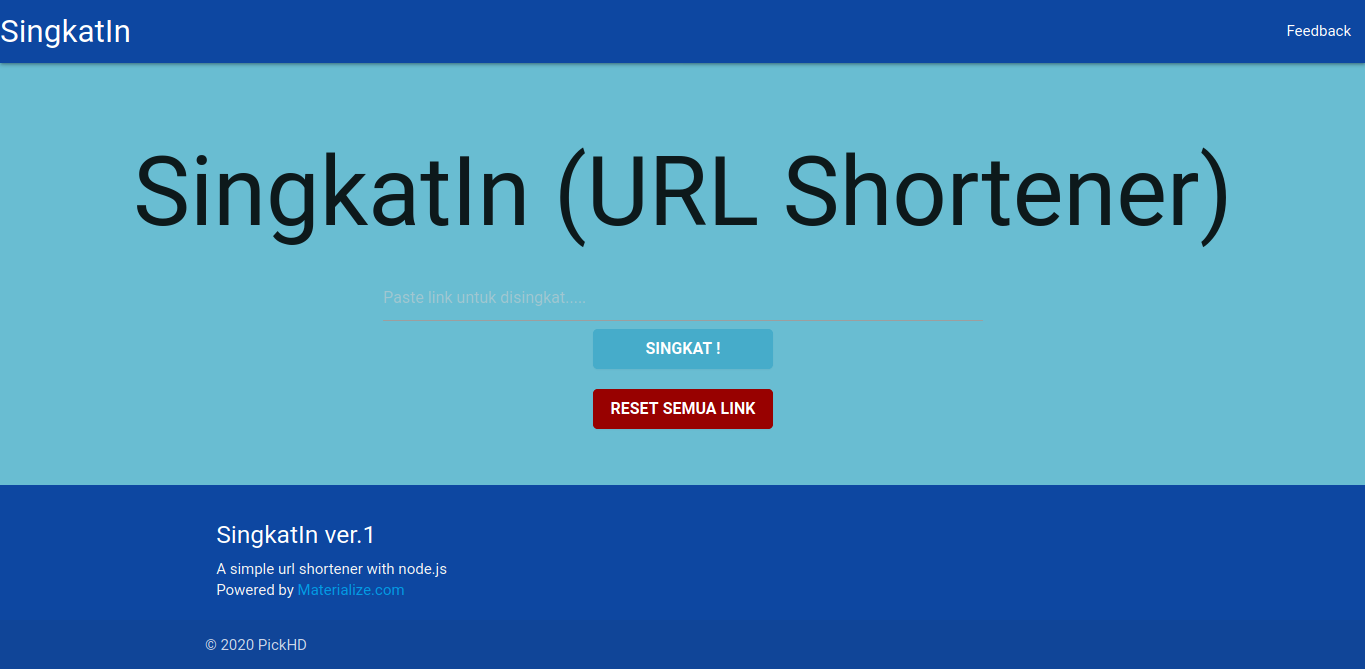 SingkatIn
Feedback
SingkatIn (URL Shortener)
Paste link untuk disingkat.....
SINGKAT !
RESET SEMUA LINK
SingkatIn ver.1
A simple url shortener with node.js
Powered by Materialize.com
© 2020 PickHD